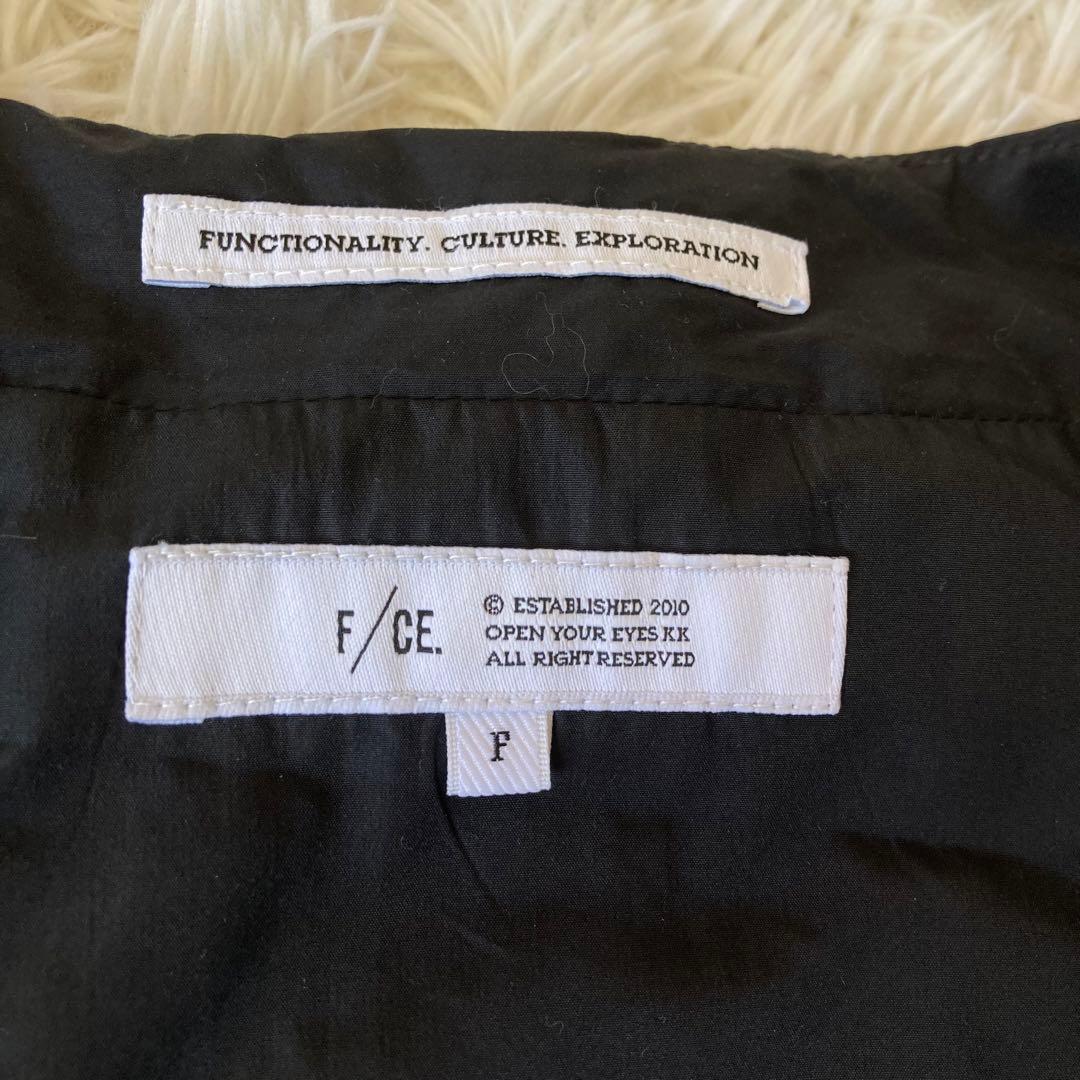 FUNCTIONALITY. CULTURE. EXPLORATION
F/CE.
© ESTABLISHED 2010
OPEN YOUR EYES KK
ALL RIGHT RESERVED
F